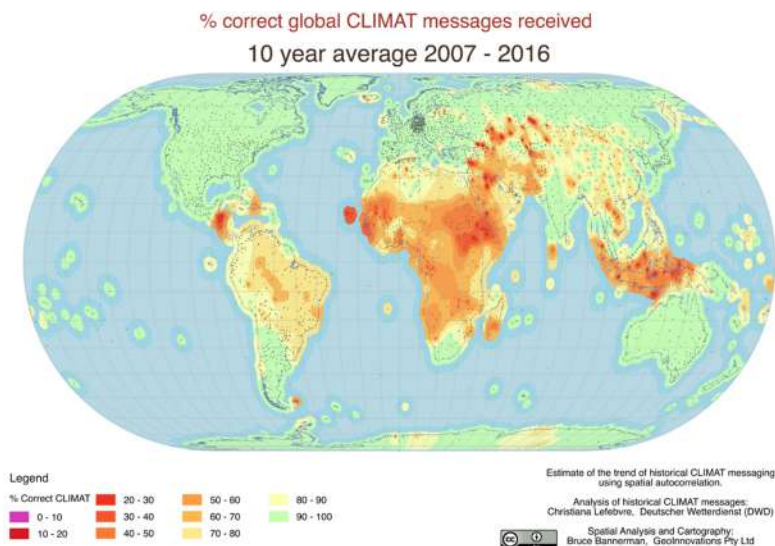 % correct global CLIMAT messages received
10 year average 2007 - 2016
Legend
% Correct CLIMAT
0 - 10
10 - 20
20 - 30
30 - 40
40 - 50
50 - 60
60 - 70
70 - 80
80 - 90
90 - 100
Estimate of the trend of historical CLIMAT messaging
using spatial autocorrelation.
Analysis of historical CLIMAT messages:
Christiana Lefebvre, Deutscher Wetterdienst (DWD)
Spatial Analysis and Cartography:
Bruce Bannerman, GeoInnovations Pty Ltd
cc